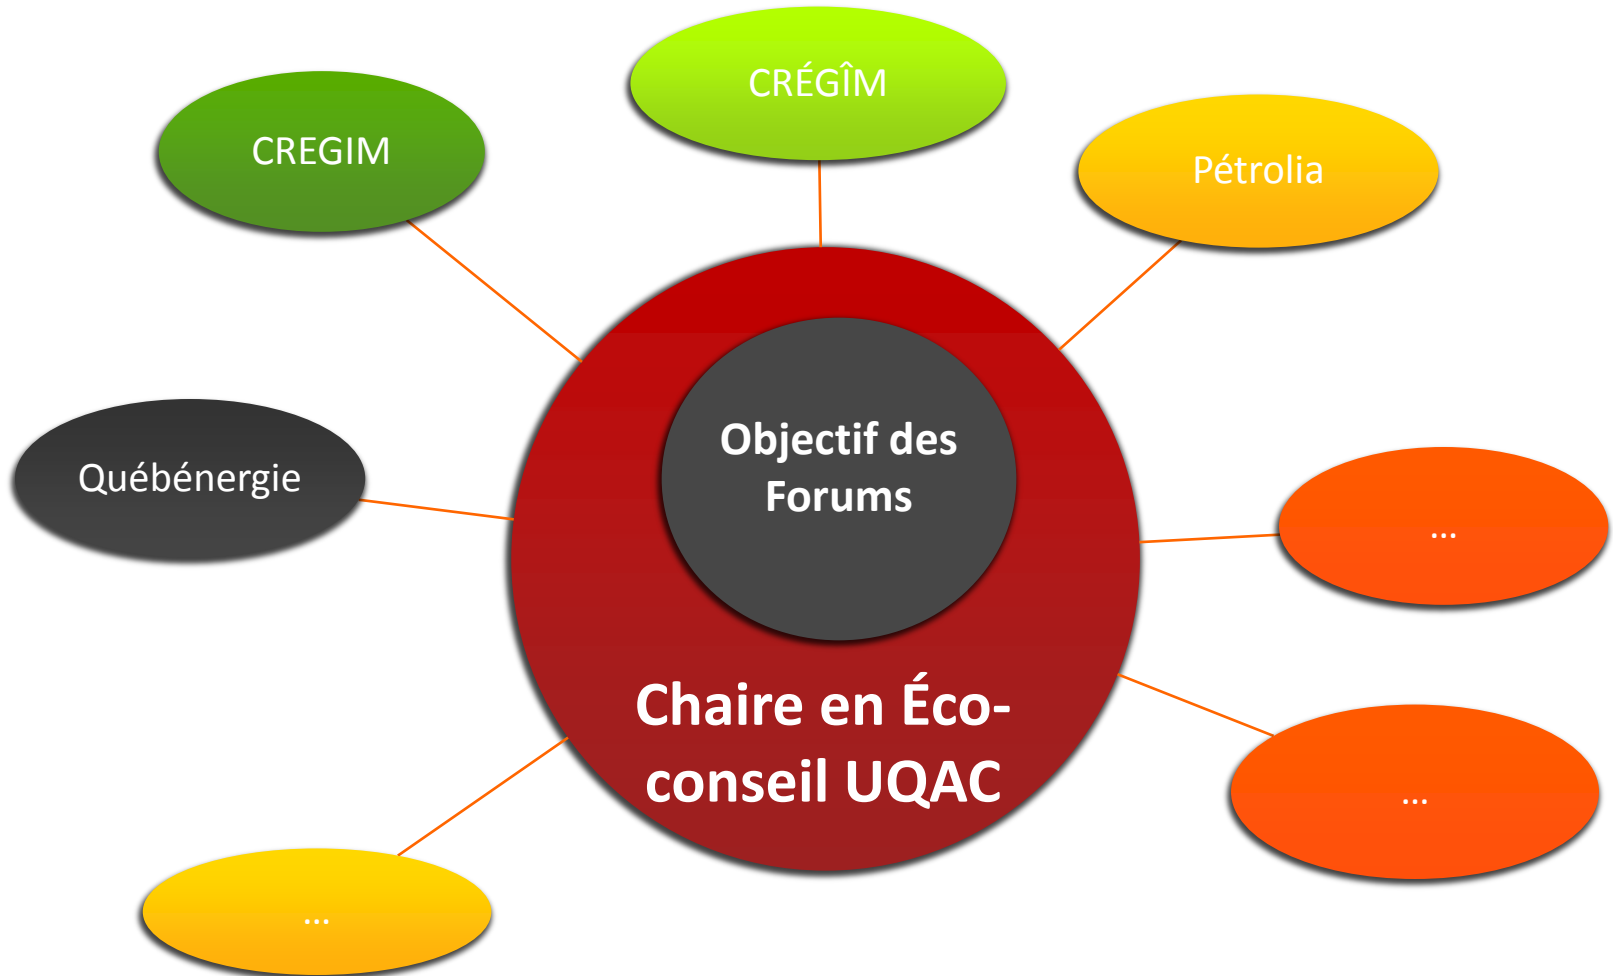 CRÉGÎM
CREGIM
Pétrolia
Objectif des
Forums
Québénergie
...
Chaire en Éco-
conseil UQAC
...
...